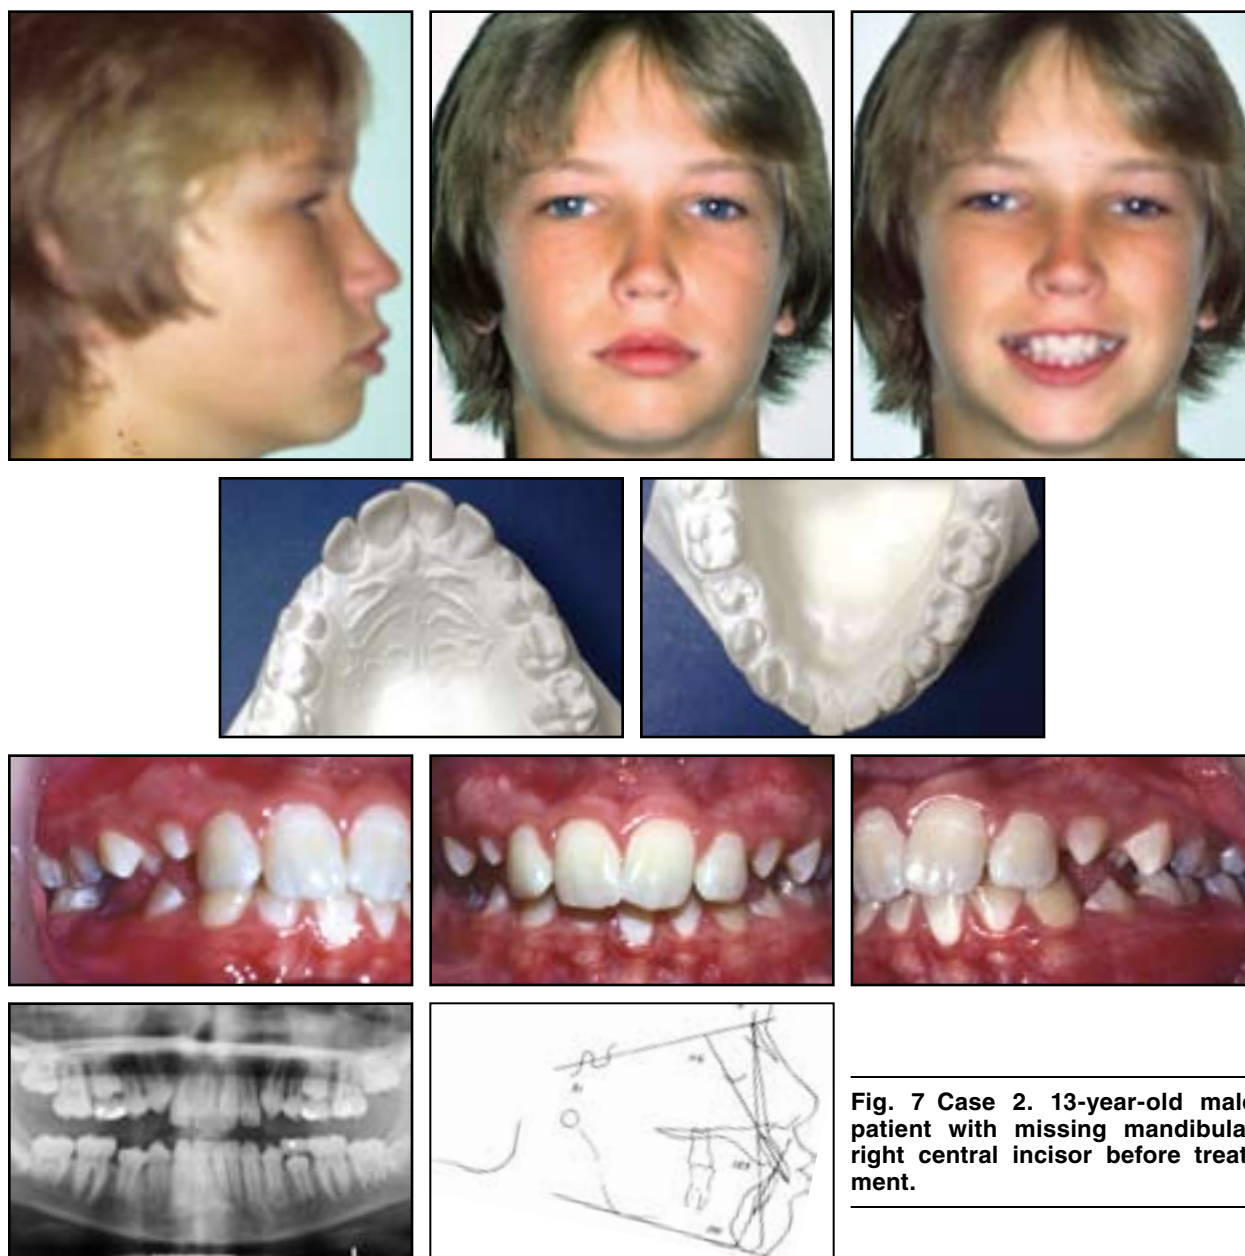 Fig. 7 Case 2. 13-year-old male
patient with missing mandibular
right central incisor before treat-
ment.